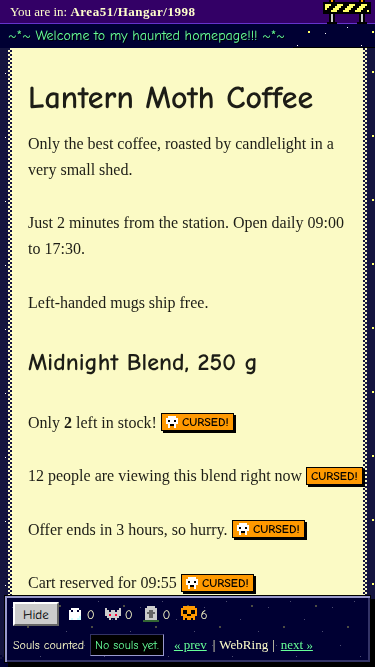 You are in: Area51/Hangar/1998
~*~ Welcome to my haunted homepage!!! ~*~
Lantern Moth Coffee
Only the best coffee, roasted by candlelight in a
very small shed.
Just 2 minutes from the station. Open daily 09:00
to 17:30.
Left-handed mugs ship free.
Midnight Blend, 250 g
Only 2 left in stock! CURSED!
12 people are viewing this blend right now CURSED!
Offer ends in 3 hours, so hurry. CURSED!
Cart reserved for 09:55 CURSED!
Hide 0 0 0 6
Souls counted No souls yet. « prev | WebRing | next »